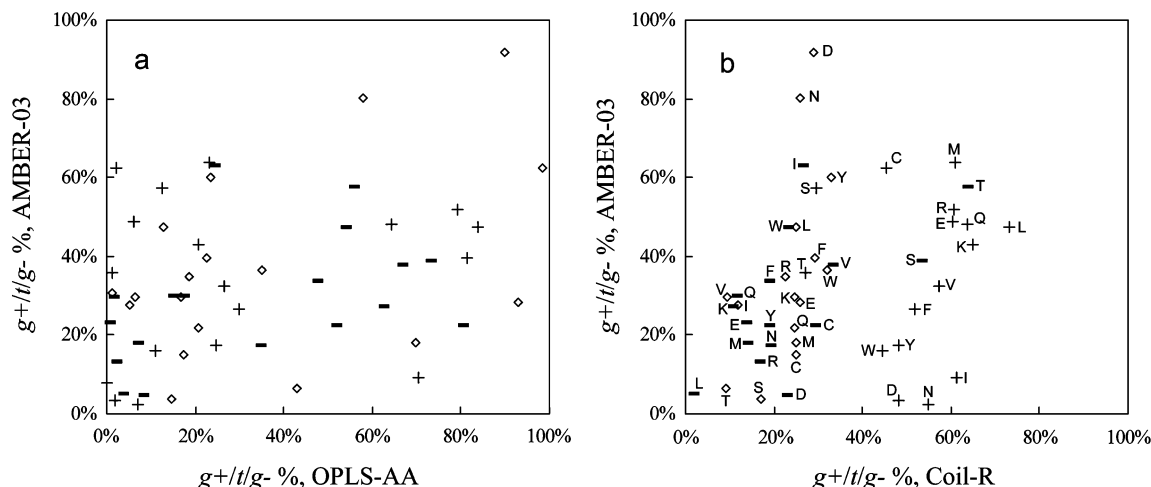 100%
80%
60%
40%
20%
0%
g+/t/g- %, AMBER-03
a
0% 20% 40% 60% 80% 100%
g+/t/g- %, OPLS-AA
100%
80%
60%
40%
20%
0%
g+/t/g- %, AMBER-03
b
D
N
M
C
I
Y
T
S
R
Q
W L
E
L
F
K
T
V
S
F R
W
V
V Q K
E
K I
F
E Y Q C
M N M
W Y
R C
I
L
S D
D N
T
0% 20% 40% 60% 80% 100%
g+/t/g- %, Coil-R